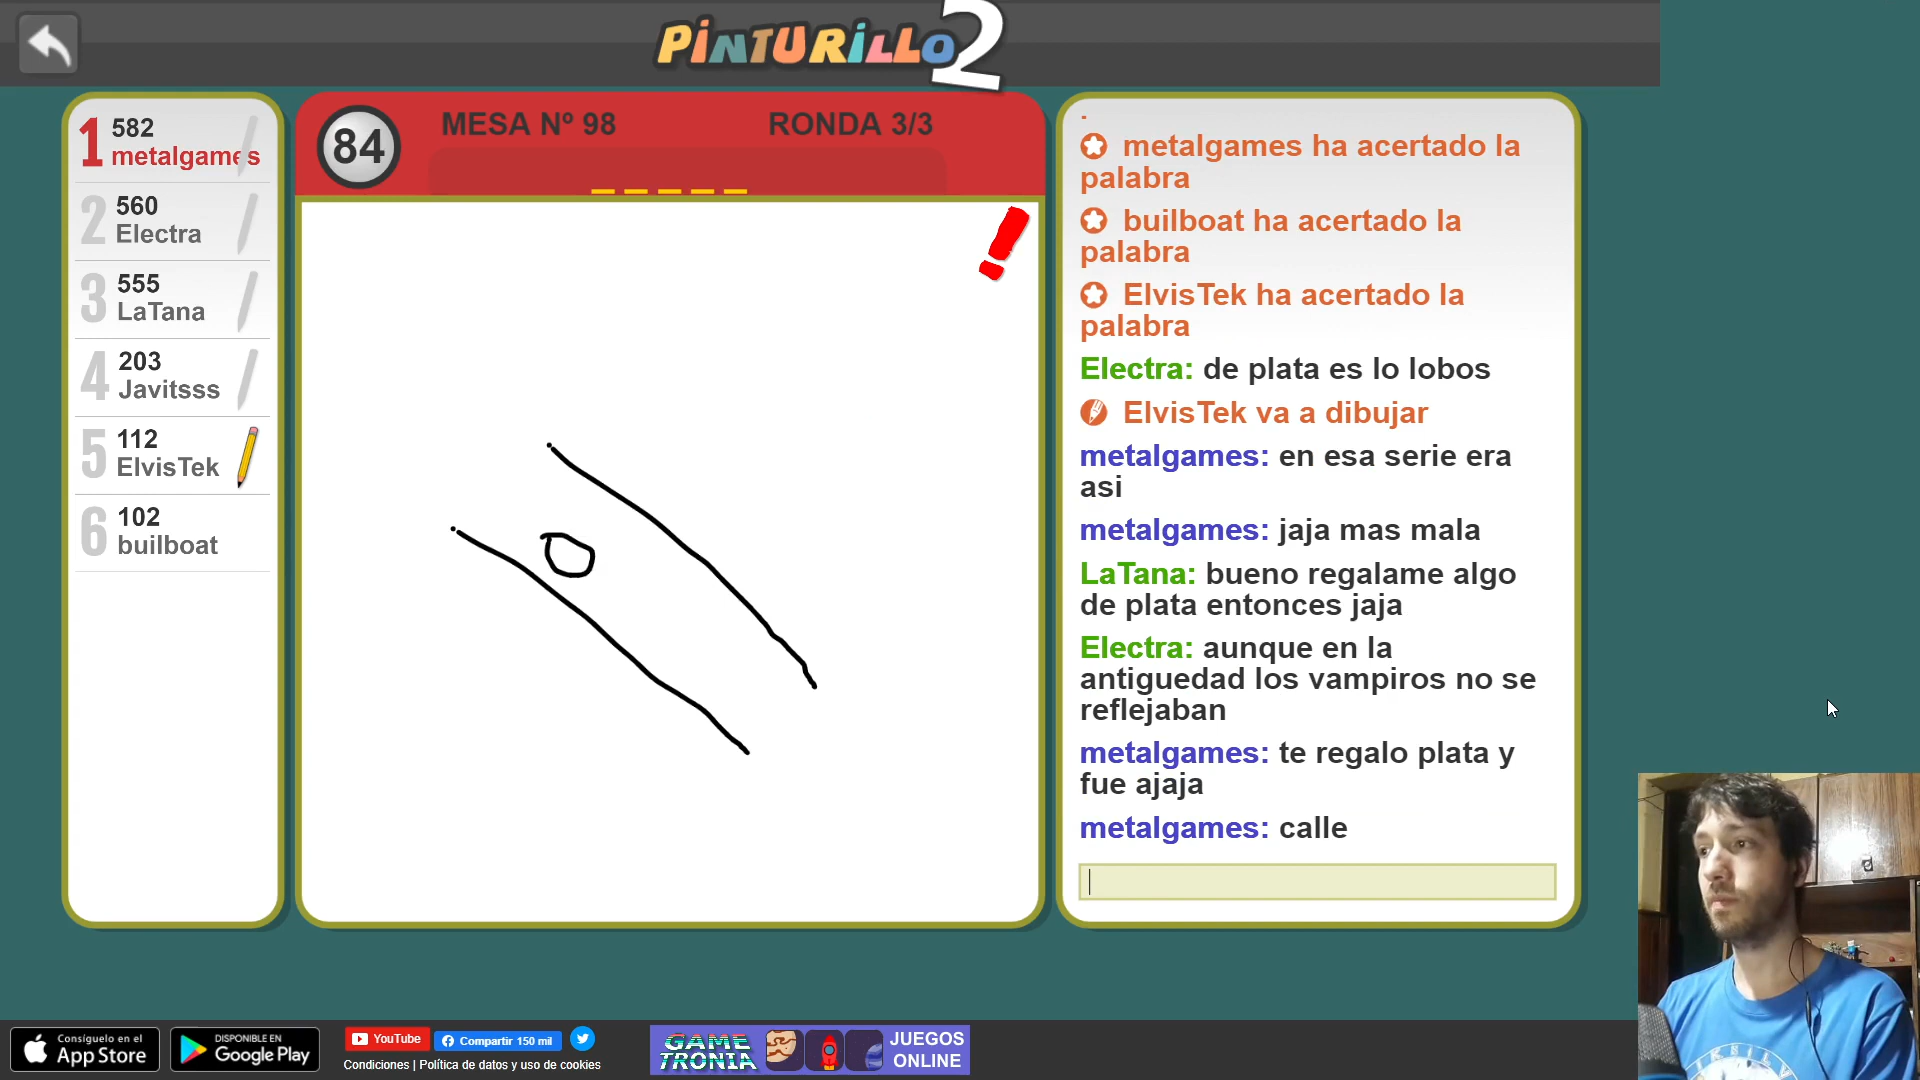 PiNTURiLLO 2
84
MESA Nº 98
RONDA 3/3
_ _ _ _ _
1 582
metalgames
2 560
Electra
3 555
LaTana
4 203
Javitsss
5 112
ElvisTek
6 102
builboat
metalgames ha acertado la
palabra
builboat ha acertado la
palabra
ElvisTek ha acertado la
palabra
Electra: de plata es lo lobos
ElvisTek va a dibujar
metalgames: en esa serie era
asi
metalgames: jaja mas mala
LaTana: bueno regalame algo
de plata entonces jaja
Electra: aunque en la
antiguedad los vampiros no se
reflejaban
metalgames: te regalo plata y
fue ajaja
metalgames: calle
Consíguelo en el
App Store
DISPONIBLE EN
Google Play
YouTube
Compartir 150 mil
Condiciones | Política de datos y uso de cookies
GAME
TRONIA
JUEGOS
ONLINE